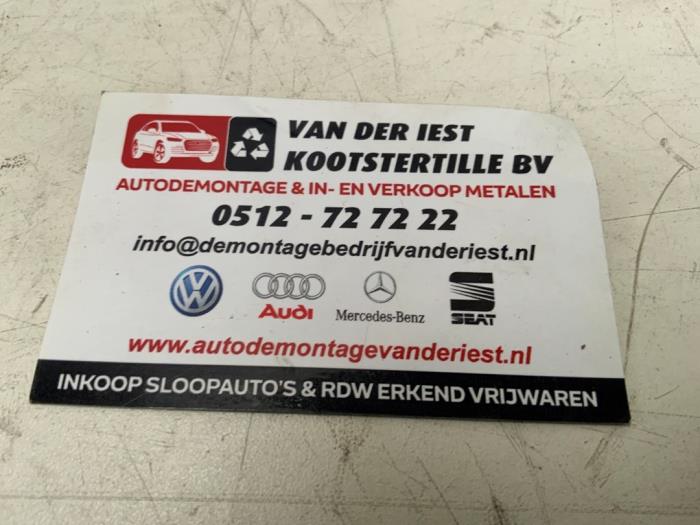 VAN DER IEST
KOOTSTERTILLE BV
AUTODEMONTAGE & IN- EN VERKOOP METALEN
0512 - 72 72 22
info@demontagebedrijfvanderiest.nl
VW
Audi
Mercedes-Benz
S
SEAT
www.autodemontagevanderiest.nl
INKOOP SLOOPAUTO'S & RDW ERKEND VRIJWAREN